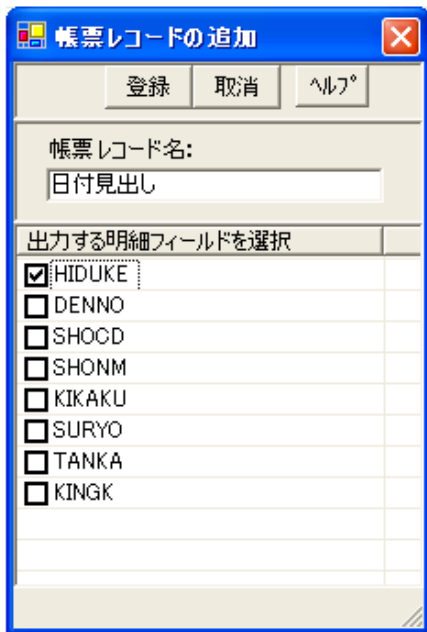 帳票レコードの追加
登録 取消 ﾍﾙﾌﾟ
帳票レコード名:
日付見出し
出力する明細フィールドを選択
HIDUKE
DENNO
SHOCD
SHONM
KIKAKU
SURYO
TANKA
KINGK